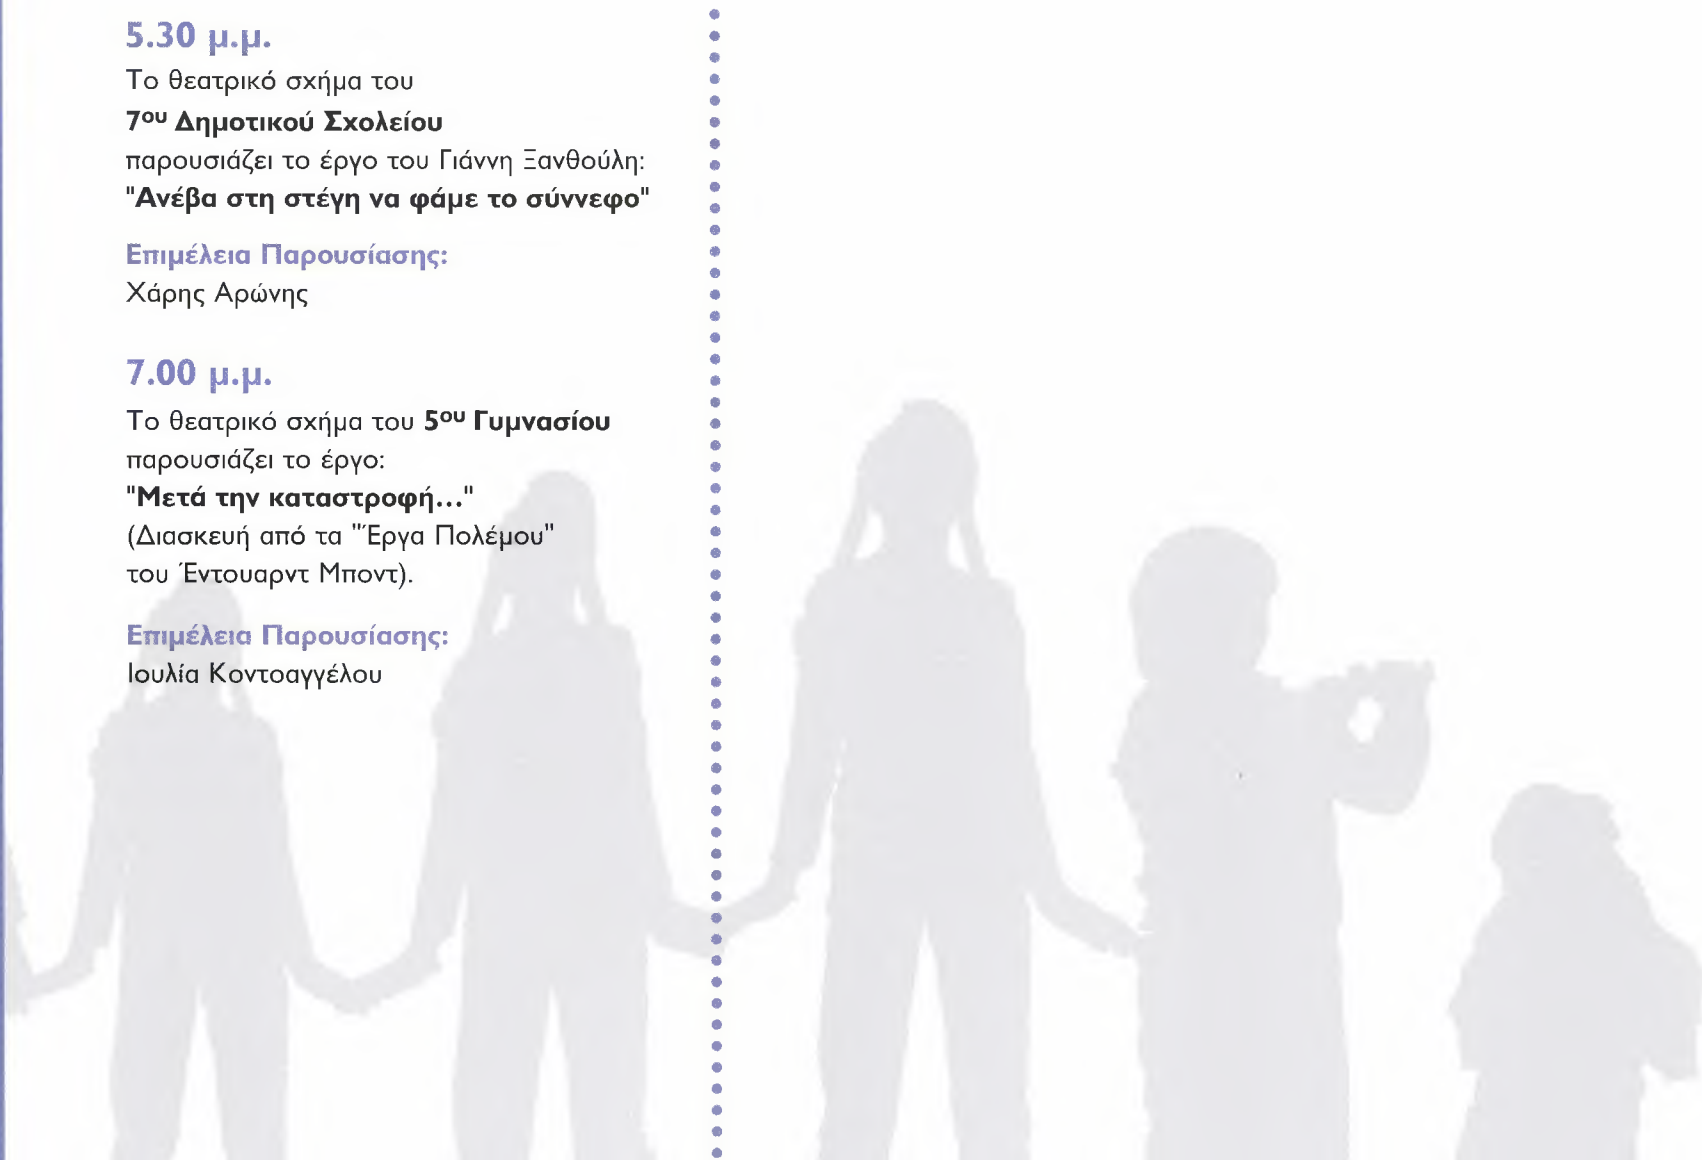 5.30 μ.μ.
Το θεατρικό σχήμα του
7ου Δημοτικού Σχολείου
παρουσιάζει το έργο του Γιάννη Ξανθούλη:
"Ανέβα στη στέγη να φάμε το σύννεφο"
Επιμέλεια Παρουσίασης:
Χάρης Αρώνης
7.00 μ.μ.
Το θεατρικό σχήμα του 5ου Γυμνασίου
παρουσιάζει το έργο:
"Μετά την καταστροφή..."
(Διασκευή από τα "Έργα Πολέμου"
του Έντουαρντ Μποντ).
Επιμέλεια Παρουσίασης:
Ιουλία Κοντοαγγέλου